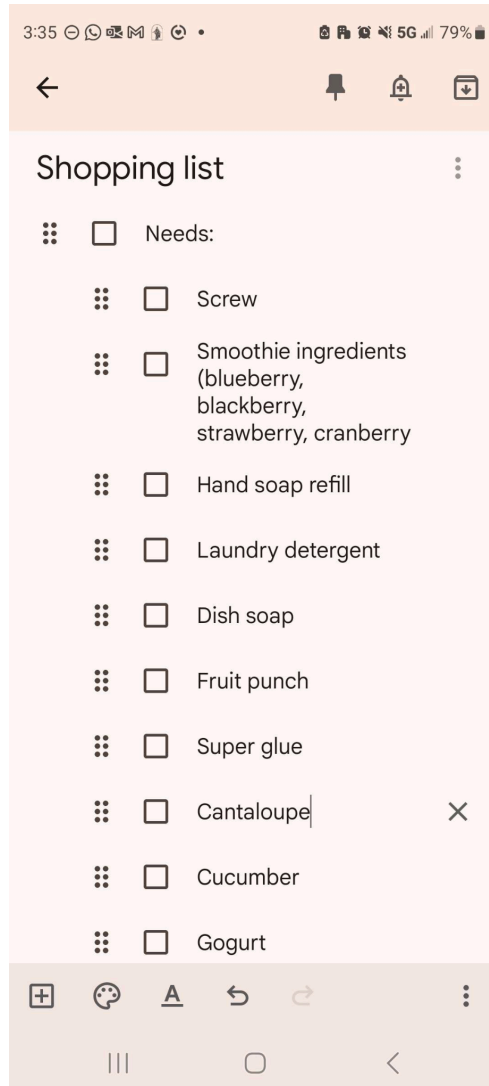 3:35 5G 79%
Shopping list
Needs:
Screw
Smoothie ingredients
(blueberry,
blackberry,
strawberry, cranberry
Hand soap refill
Laundry detergent
Dish soap
Fruit punch
Super glue
Cantaloupe
Cucumber
Gogurt
A